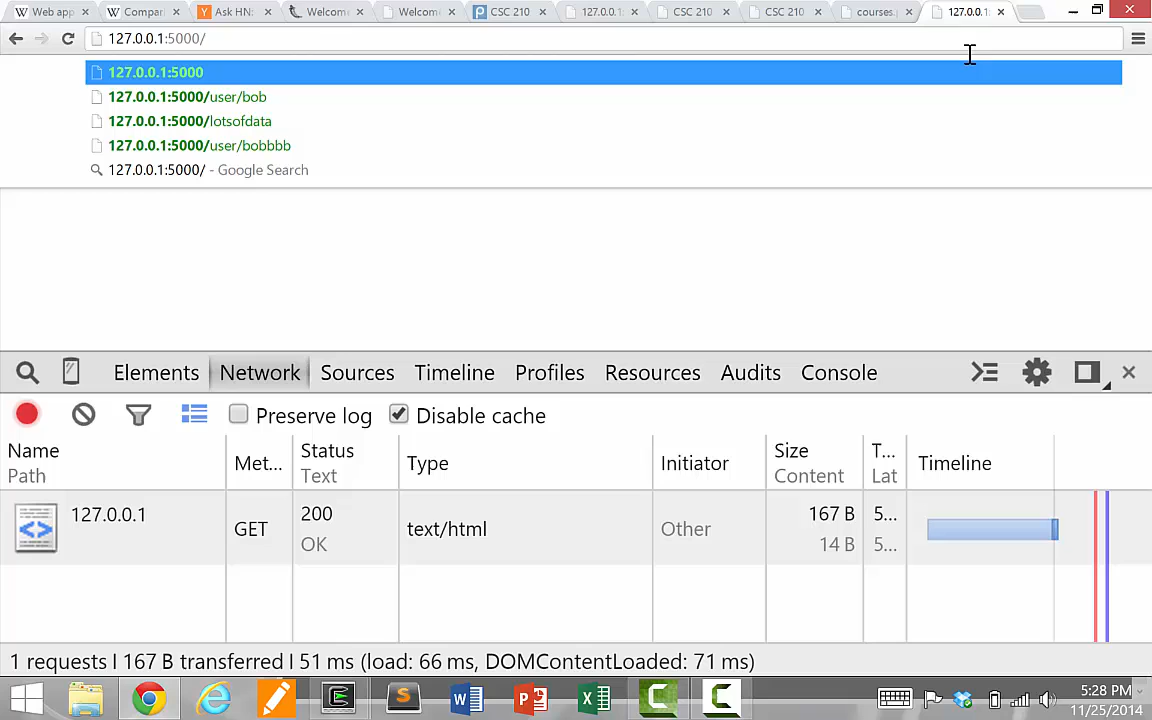 Web app
Compar
Ask HN:
Welcome
Welcome
CSC 210
127.0.0.1:
CSC 210
CSC 210
courses.p
127.0.0.1:
127.0.0.1:5000/
127.0.0.1:5000
127.0.0.1:5000/user/bob
127.0.0.1:5000/lotsofdata
127.0.0.1:5000/user/bobbbb
127.0.0.1:5000/ - Google Search
Elements Network Sources Timeline Profiles Resources Audits Console
Preserve log Disable cache
Name Path Met... Status Text Type Initiator Size Content T... Lat Timeline
127.0.0.1 GET 200 OK text/html Other 167 B 14 B 5... 5...
1 requests | 167 B transferred | 51 ms (load: 66 ms, DOMContentLoaded: 71 ms)
5:28 PM
11/25/2014